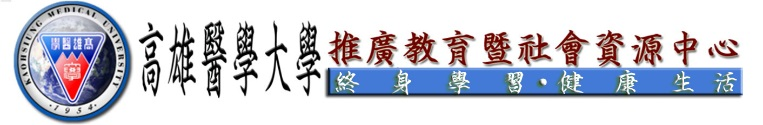 KAOHSIUNG MEDICAL UNIVERSITY
高雄醫學
·1954·
高雄醫學大學
推廣教育暨社會資源中心
終身學習·健康生活